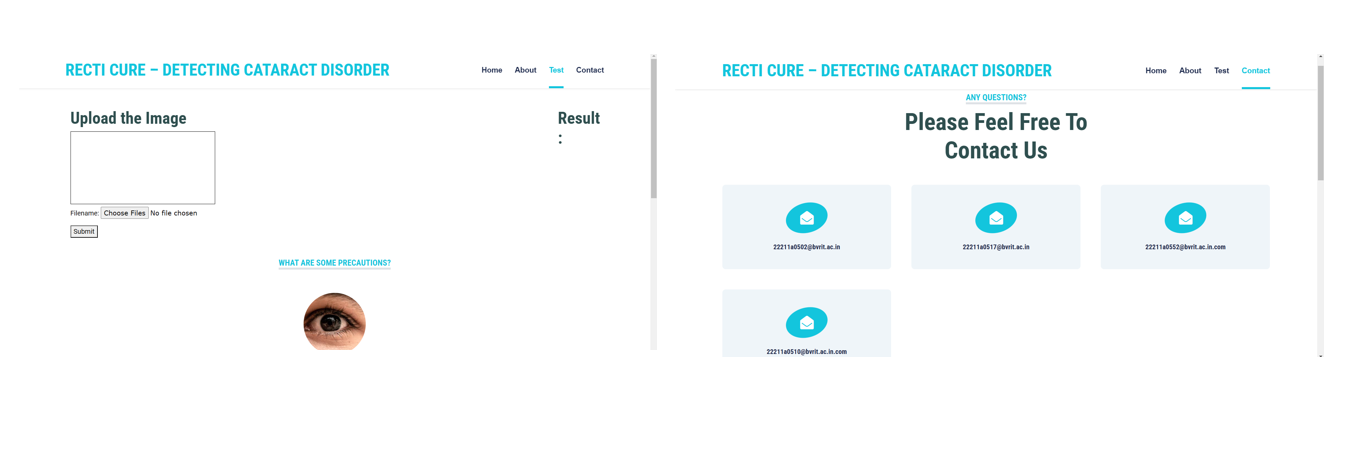 RECTI CURE – DETECTING CATARACT DISORDER
Home About Test Contact
Upload the Image
Result
:
Filename: Choose Files No file chosen
Submit
WHAT ARE SOME PRECAUTIONS?
RECTI CURE – DETECTING CATARACT DISORDER
Home About Test Contact
ANY QUESTIONS?
Please Feel Free To
Contact Us
22211a0502@bvrit.ac.in
22211a0517@bvrit.ac.in
22211a0552@bvrit.ac.in.com
22211a0510@bvrit.ac.in.com